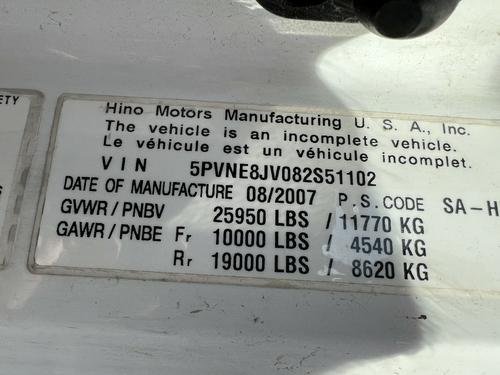 ETY
Hino Motors Manufacturing U. S. A., Inc.
The vehicle is an incomplete vehicle.
Le véhicule est un véhicule incomplet.
VIN 5PVNE8JV082S51102
DATE OF MANUFACTURE 08/2007 P.S.CODE SA-H
GVWR / PNBV 25950 LBS / 11770 KG
GAWR / PNBE Fr 10000 LBS / 4540 KG
Rr 19000 LBS / 8620 KG